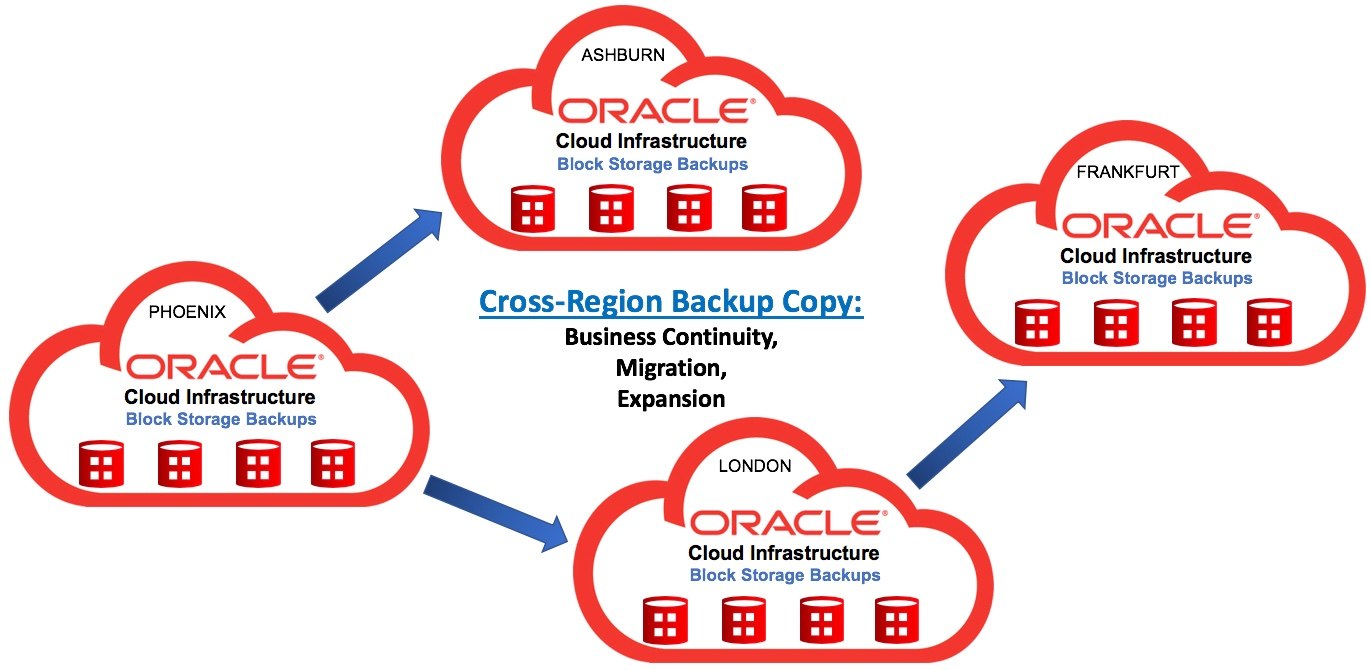 ASHBURN
ORACLE®
Cloud Infrastructure
Block Storage Backups
FRANKFURT
ORACLE®
Cloud Infrastructure
Block Storage Backups
PHOENIX
ORACLE®
Cloud Infrastructure
Block Storage Backups
Cross-Region Backup Copy:
Business Continuity,
Migration,
Expansion
LONDON
ORACLE®
Cloud Infrastructure
Block Storage Backups